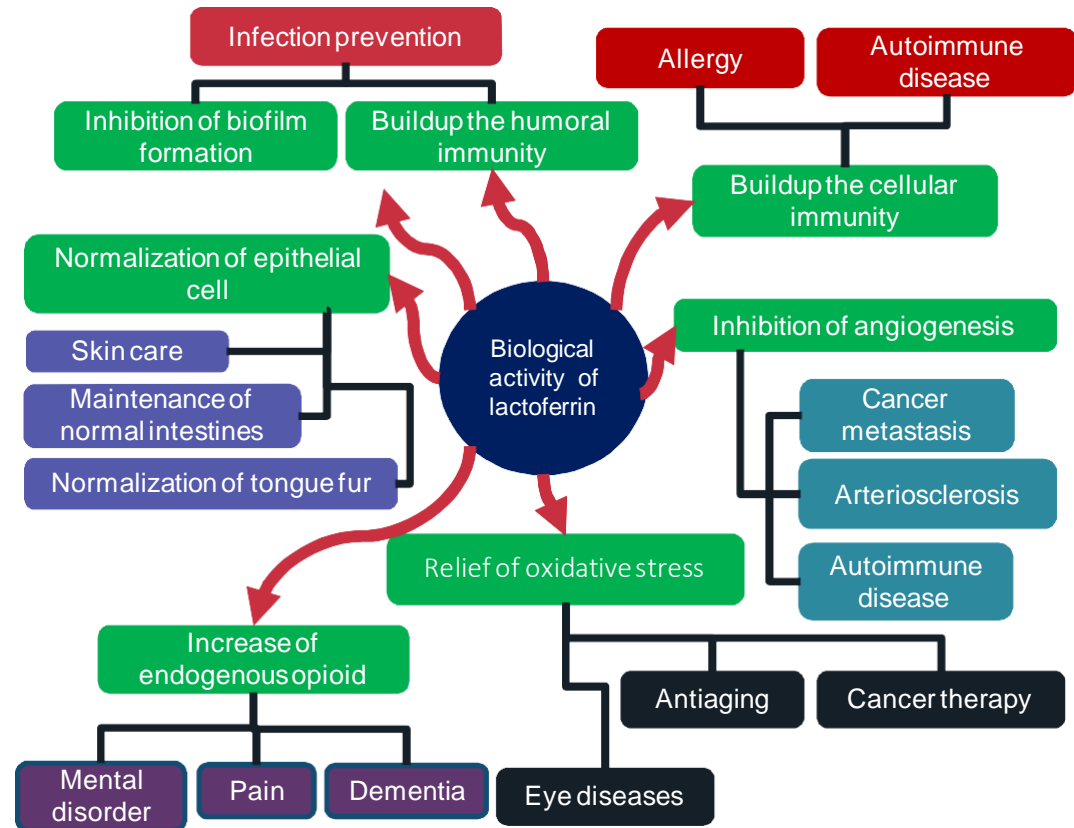 Infection prevention
Allergy
Autoimmune
disease
Inhibition of biofilm
formation
Buildup the humoral
immunity
Buildup the cellular
immunity
Normalization of epithelial
cell
Skin care
Maintenance of
normal intestines
Normalization of tongue fur
Biological
activity of
lactoferrin
Inhibition of angiogenesis
Cancer
metastasis
Arteriosclerosis
Autoimmune
disease
Relief of oxidative stress
Antiaging
Cancer therapy
Eye diseases
Increase of
endogenous opioid
Mental
disorder
Pain
Dementia